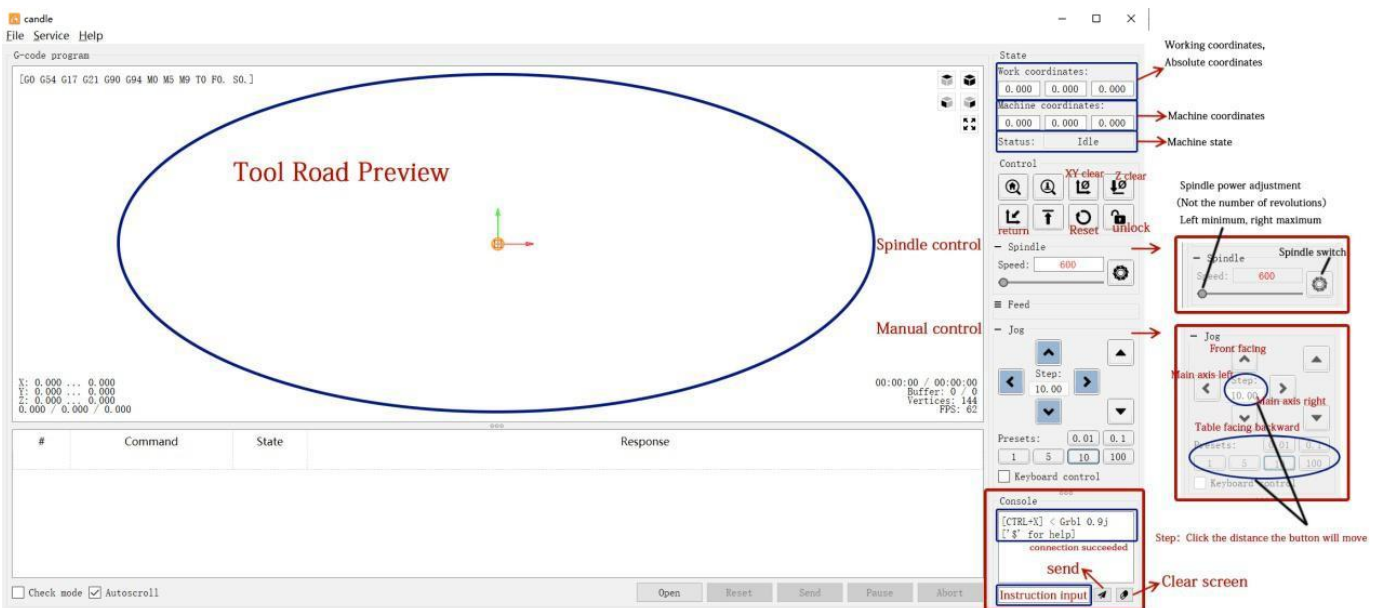 candle
File Service Help
G-code program
[G0 G54 G17 G21 G90 G94 M0 M5 M9 T0 F0. S0.]
Tool Road Preview
X: 0.000 ... 0.000
Y: 0.000 ... 0.000
Z: 0.000 ... 0.000
0.000 / 0.000 / 0.000
00:00:00 / 00:00:00
Buffer: 0 / 0
Vertices: 144
FPS: 62
Spindle control
Manual control
# Command State Response
Check mode Autoscroll
Open Reset Send Pause Abort
State
Work coordinates:
0.000 0.000 0.000
Machine coordinates:
0.000 0.000 0.000
Status: Idle
Control
XY clear Z clear
return Reset unlock
Spindle
Speed: 600
Feed
Jog
Step:
10.00
Presets: 0.01 0.1
1 5 10 100
Keyboard control
Console
[CTRL+X] < Grbl 0.9j
['$' for help]
connection succeeded
send
Instruction input
Clear screen
Working coordinates,
Absolute coordinates
Machine coordinates
Machine state
Spindle power adjustment
(Not the number of revolutions)
Left minimum, right maximum
Spindle
Spindle switch
Speed: 600
Jog
Front facing
Main axis left
Step:
10.00
Main axis right
Table facing backward
Presets: 0.01 0.1
1 5 10 100
Keyboard control
Step: Click the distance the button will move